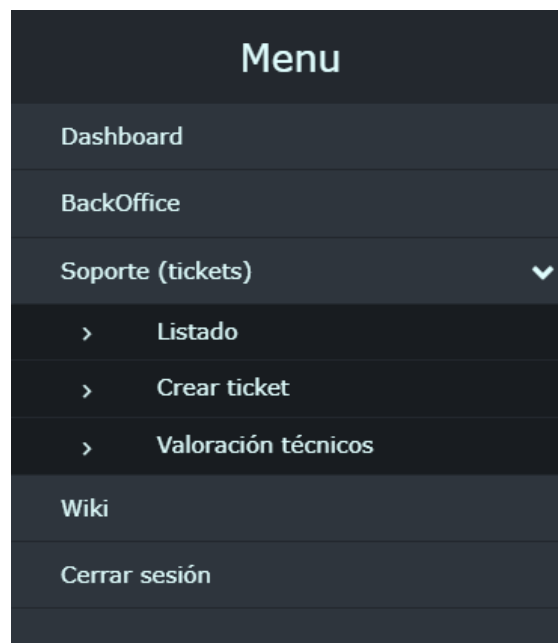 Menu
Dashboard
BackOffice
Soporte (tickets)
Listado
Crear ticket
Valoración técnicos
Wiki
Cerrar sesión